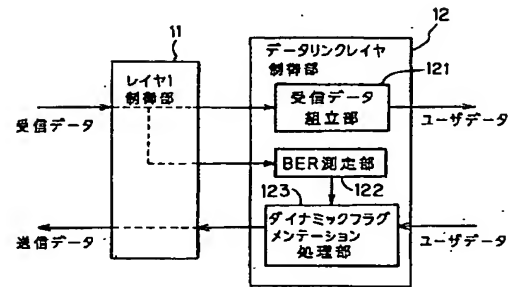 11
12
データリンクレイヤ
制御部
121
レイヤ1
制御部
受信データ
組立部
受信データ
ユーザデータ
BER測定部
123
122
ダイナミックフラグ
メンテーション
処理部
送信データ
ユーザデータ